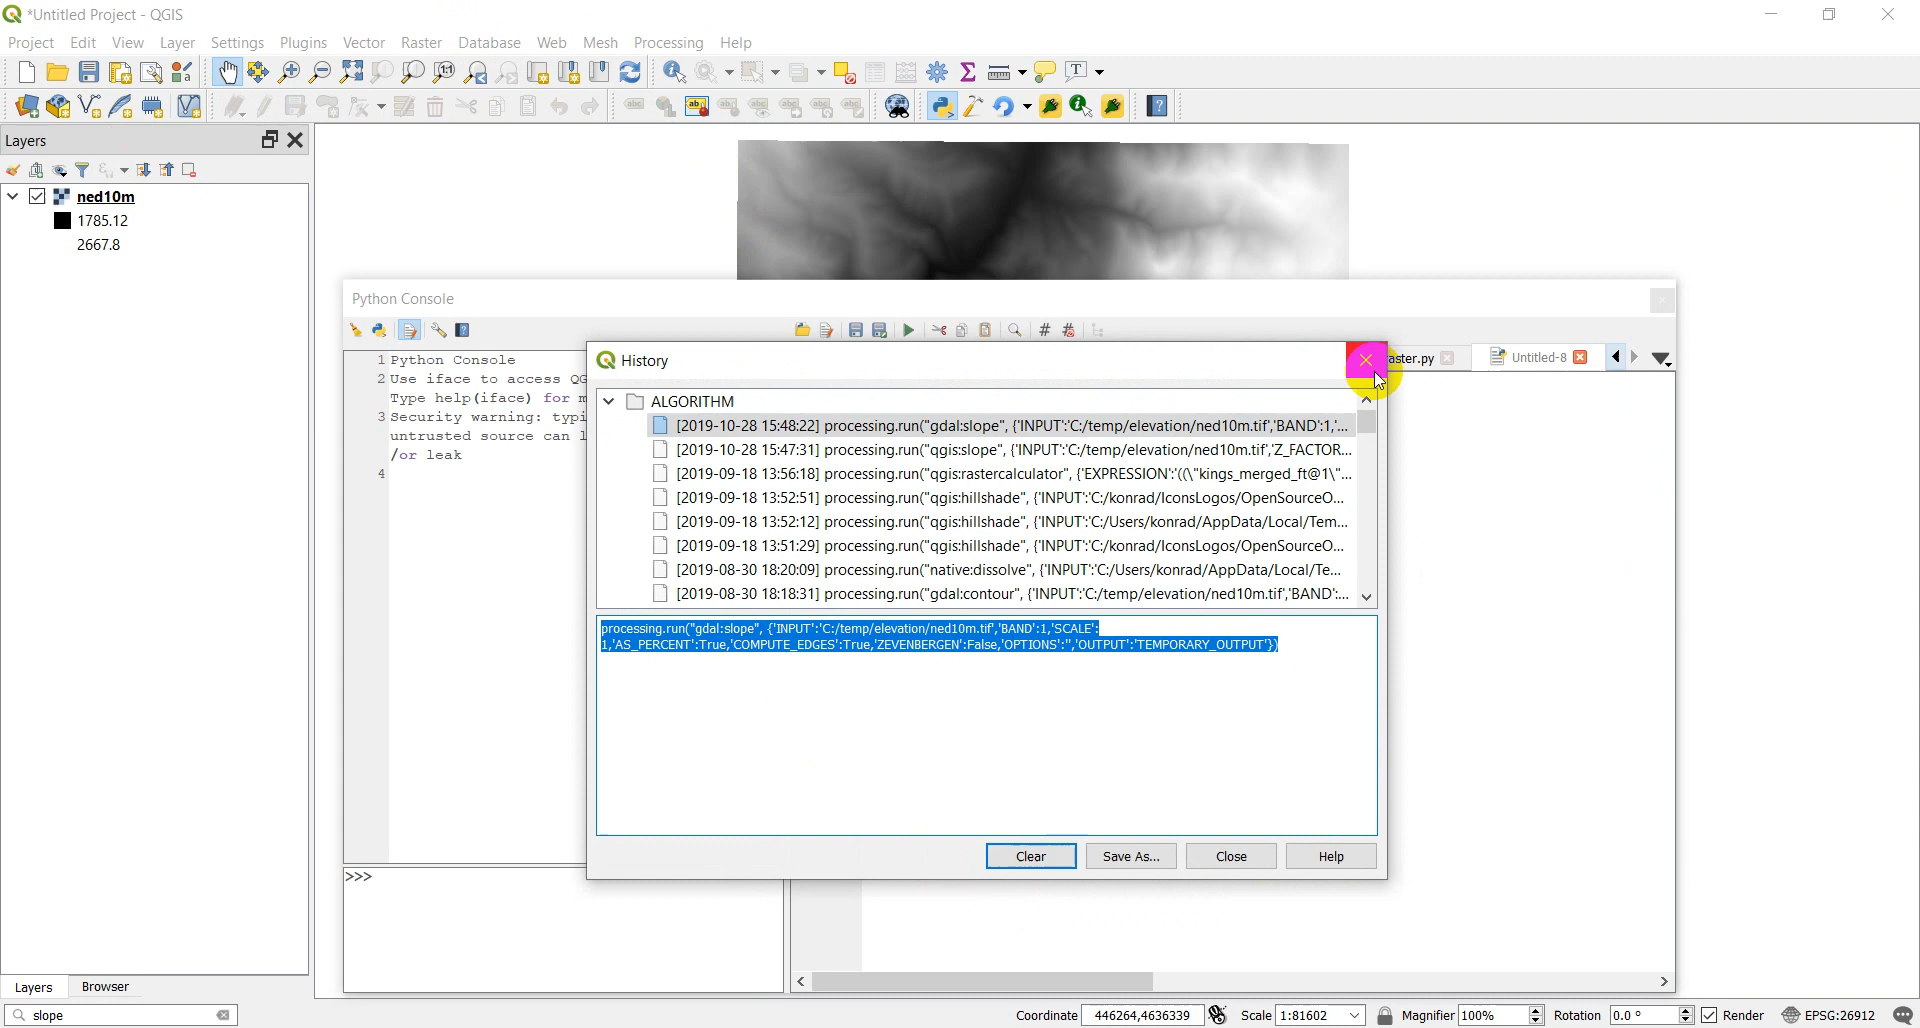 *Untitled Project - QGIS
Project Edit View Layer Settings Plugins Vector Raster Database Web Mesh Processing Help
Layers
ned10m
1785.12
2667.8
Python Console
aster.py Untitled-8
1 Python Console
2 Use iface to access QG
Type help(iface) for m
3 Security warning: typi
untrusted source can l
/or leak
4
>>>
History
ALGORITHM
[2019-10-28 15:48:22] processing.run("gdal:slope", {'INPUT':'C:/temp/elevation/ned10m.tif','BAND':1,'...
[2019-10-28 15:47:31] processing.run("qgis:slope", {'INPUT':'C:/temp/elevation/ned10m.tif','Z_FACTOR...
[2019-09-18 13:56:18] processing.run("qgis:rastercalculator", {'EXPRESSION':'((\"kings_merged_ft@1\"...
[2019-09-18 13:52:51] processing.run("qgis:hillshade", {'INPUT':'C:/konrad/IconsLogos/OpenSourceO...
[2019-09-18 13:52:12] processing.run("qgis:hillshade", {'INPUT':'C:/Users/konrad/AppData/Local/Tem...
[2019-09-18 13:51:29] processing.run("qgis:hillshade", {'INPUT':'C:/konrad/IconsLogos/OpenSourceO...
[2019-08-30 18:20:09] processing.run("native:dissolve", {'INPUT':'C:/Users/konrad/AppData/Local/Te...
[2019-08-30 18:18:31] processing.run("gdal:contour", {'INPUT':'C:/temp/elevation/ned10m.tif','BAND':...
processing.run("gdal:slope", {'INPUT':'C:/temp/elevation/ned10m.tif','BAND':1,'SCALE':
1,'AS_PERCENT':True,'COMPUTE_EDGES':True,'ZEVENBERGEN':False,'OPTIONS':'','OUTPUT':'TEMPORARY_OUTPUT'})
Clear Save As... Close Help
Layers Browser
slope Coordinate 446264,4636339 Scale 1:81602 Magnifier 100% Rotation 0.0 ° Render EPSG:26912